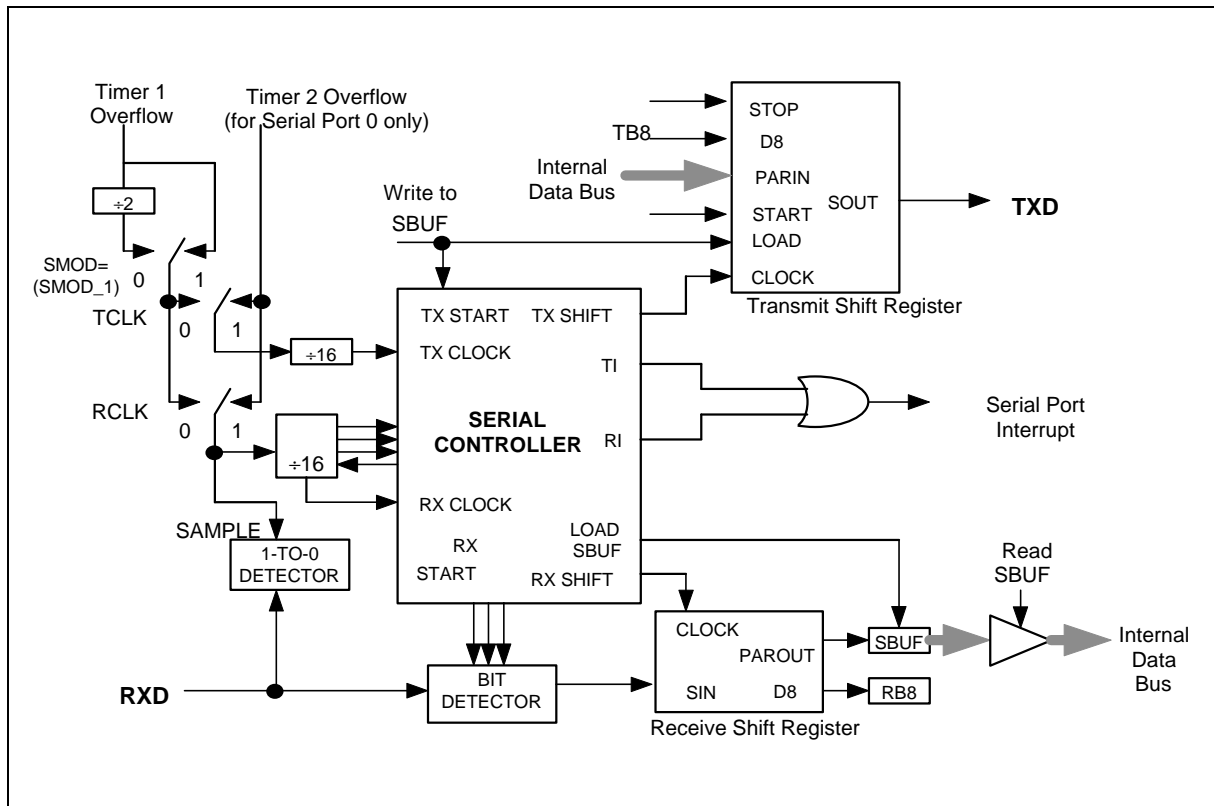 Timer 1
Overflow
Timer 2 Overflow
(for Serial Port 0 only)
÷2
SMOD=
(SMOD_1)
0
1
TCLK
0
1
RCLK
0
1
÷16
÷16
SAMPLE
1-TO-0
DETECTOR
RXD
Write to
SBUF
TX START
TX SHIFT
TX CLOCK
TI
SERIAL
CONTROLLER
RI
RX CLOCK
LOAD
SBUF
RX
START
RX SHIFT
BIT
DETECTOR
TB8
Internal
Data Bus
STOP
D8
PARIN
START
SOUT
LOAD
CLOCK
Transmit Shift Register
TXD
Serial Port
Interrupt
CLOCK
PAROUT
SIN
D8
Receive Shift Register
SBUF
RB8
Read
SBUF
Internal
Data
Bus